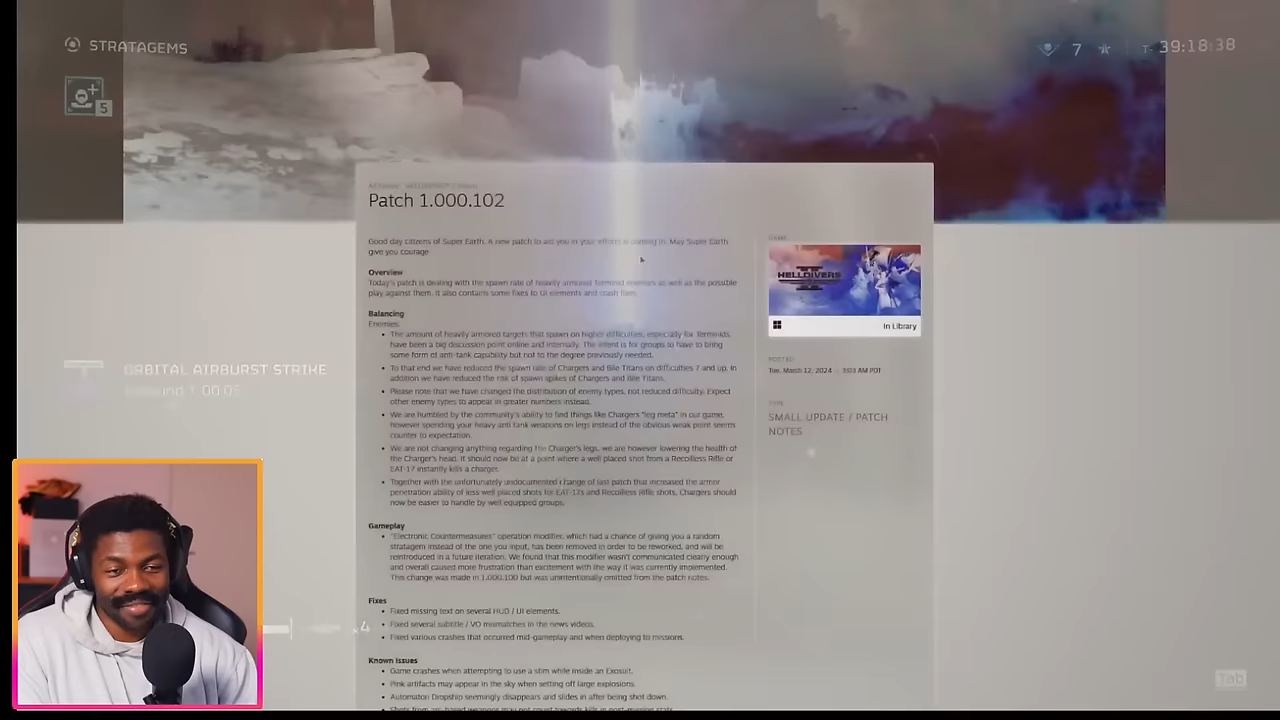 STRATAGEMS
7
T- 39:18:38
5
Patch 1.000.102
Good day citizens of Super Earth. A new patch to aid you in your efforts is coming in. May Super Earth
give you courage
Overview
Today's patch is dealing with the spawn rate of heavily armored Terminid enemies as well as the possible
play against them. It also contains some fixes to UI elements and crash fixes.
Balancing
Enemies:
The amount of heavily armored targets that spawn on higher difficulties, especially for Terminids,
have been a big discussion point online and internally. The intent is for groups to have to bring
some form of anti-tank capability but not to the degree previously needed.
To that end we have reduced the spawn rate of Chargers and Bile Titans on difficulties 7 and up. In
addition we have reduced the risk of spawn spikes of Chargers and Bile Titans.
Please note that we have changed the distribution of enemy types, not reduced difficulty. Expect
other enemy types to appear in greater numbers instead.
We are humbled by the community's ability to find things like Chargers "leg meta" in our game,
however spending your heavy anti tank weapons on legs instead of the obvious weak point seems
counter to expectation.
We are not changing anything regarding the Charger's legs, we are however lowering the health of
the Charger's head. It should now be at a point where a well placed shot from a Recoilless Rifle or
EAT-17 instantly kills a charger.
Together with the unfortunately undocumented change of last patch that increased the armor
penetration ability of less well placed shots for EAT-17s and Recoilless Rifle shots, Chargers should
now be easier to handle by well equipped groups.
Gameplay
"Electronic Countermeasures" operation modifier, which had a chance of giving you a random
stratagem instead of the one you input, has been removed in order to be reworked, and will be
reintroduced in a future iteration. We found that this modifier wasn't communicated clearly enough
and overall caused more frustration than excitement with the way it was currently implemented.
This change was made in 1.000.100 but was unintentionally omitted from the patch notes.
Fixes
Fixed missing text on several HUD / UI elements.
Fixed several subtitle / VO mismatches in the news videos.
Fixed various crashes that occurred mid-gameplay and when deploying to missions.
Known Issues
Game crashes when attempting to use a stim while inside an Exosuit.
Pink artifacts may appear in the sky when setting off large explosions.
Automaton Dropship seemingly disappears and slides in after being shot down.
Shots from arc-based weapons may not count towards kills in post-mission stats.
GAME
HELLDIVERS
II
In Library
POSTED
Tue, March 12, 2024
PDT
TYPE
SMALL UPDATE / PATCH
NOTES
ORBITAL AIRBURST STRIKE
x4
Tab